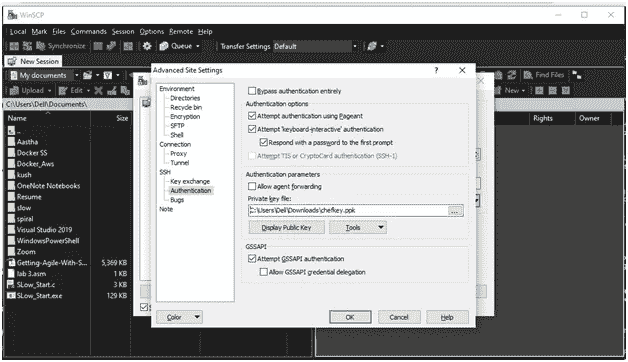 WinSCP
Local Mark Files Commands Session Options Remote Help
Synchronize Queue Transfer Settings Default
New Session
My documents
Find Files
Upload Edit New
C:\Users\Dell\Documents\
Name Size Rights Owner
..
Aastha
Docker SS
Docker_Aws
kush
OneNote Notebooks
Resume
slow
spiral
Visual Studio 2019
WindowsPowerShell
Zoom
Getting-Agile-With-S... 5,369 KB
lab 3.asm 1 KB
SLow_Start.c 3 KB
SLow_Start.exe 129 KB
Advanced Site Settings ? X
Environment
Directories
Recycle bin
Encryption
SFTP
Shell
Connection
Proxy
Tunnel
SSH
Key exchange
Authentication
Bugs
Note
Bypass authentication entirely
Authentication options
Attempt authentication using Pageant
Attempt 'keyboard-interactive' authentication
Respond with a password to the first prompt
Attempt TIS or CryptoCard authentication (SSH-1)
Authentication parameters
Allow agent forwarding
Private key file:
C:\Users\Dell\Downloads\chefkey.ppk ...
Display Public Key Tools
GSSAPI
Attempt GSSAPI authentication
Allow GSSAPI credential delegation
Color OK Cancel Help